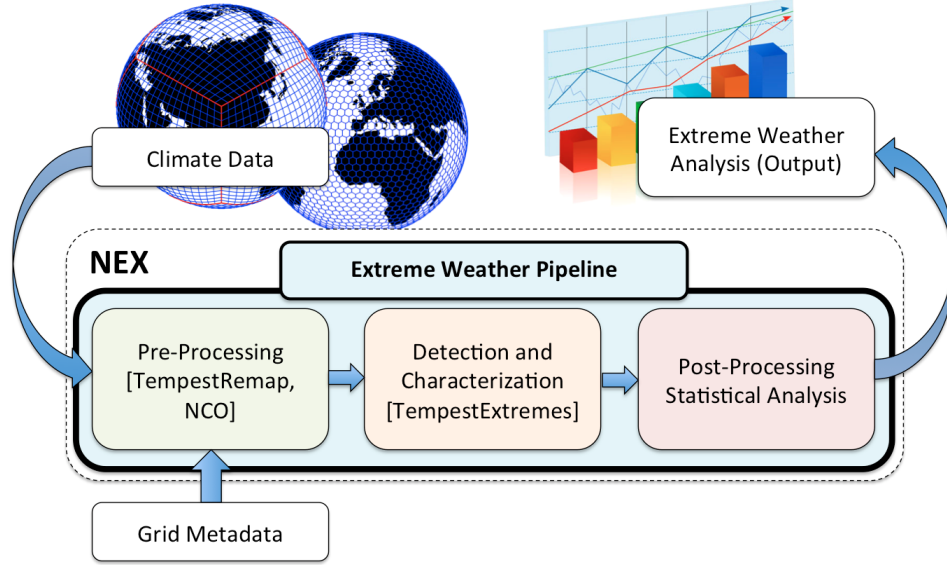 Climate Data
Extreme Weather
Analysis (Output)
NEX
Extreme Weather Pipeline
Pre-Processing
[TempestRemap,
NCO]
Detection and
Characterization
[TempestExtremes]
Post-Processing
Statistical Analysis
Grid Metadata